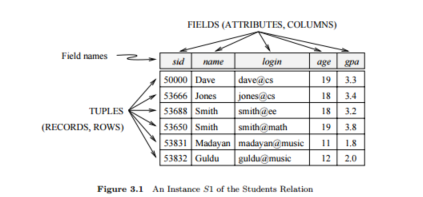 FIELDS (ATTRIBUTES, COLUMNS)
Field names
sid name login age gpa
50000 Dave dave@cs 19 3.3
53666 Jones jones@cs 18 3.4
53688 Smith smith@ee 18 3.2
53650 Smith smith@math 19 3.8
53831 Madayan madayan@music 11 1.8
53832 Guldu guldu@music 12 2.0
TUPLES
(RECORDS, ROWS)
Figure 3.1 An Instance S1 of the Students Relation